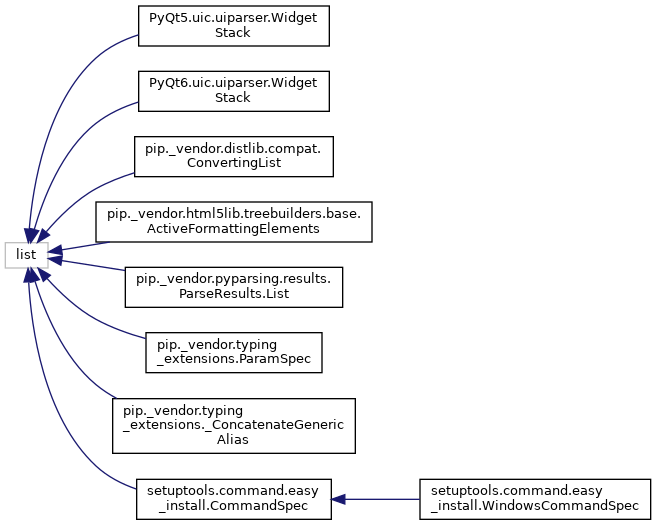 PyQt5.uic.uiparser.Widget
Stack
PyQt6.uic.uiparser.Widget
Stack
pip._vendor.distlib.compat.
ConvertingList
pip._vendor.html5lib.treebuilders.base.
ActiveFormattingElements
list
pip._vendor.pyparsing.results.
ParseResults.List
pip._vendor.typing
_extensions.ParamSpec
pip._vendor.typing
_extensions._ConcatenateGeneric
Alias
setuptools.command.easy
_install.CommandSpec
setuptools.command.easy
_install.WindowsCommandSpec